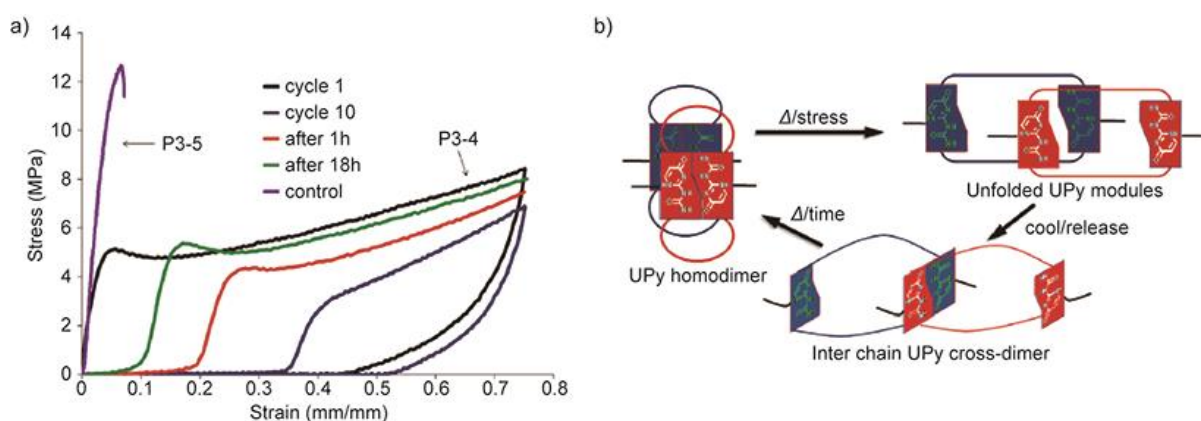 a)
14
12
10
8
6
4
2
0
Stress (MPa)
0
0.1
0.2
0.3
0.4
0.5
0.6
0.7
0.8
Strain (mm/mm)
P3-5
cycle 1
cycle 10
after 1h
after 18h
control
P3-4
b)
Δ/stress
Unfolded UPy modules
cool/release
Δ/time
UPy homodimer
Inter chain UPy cross-dimer